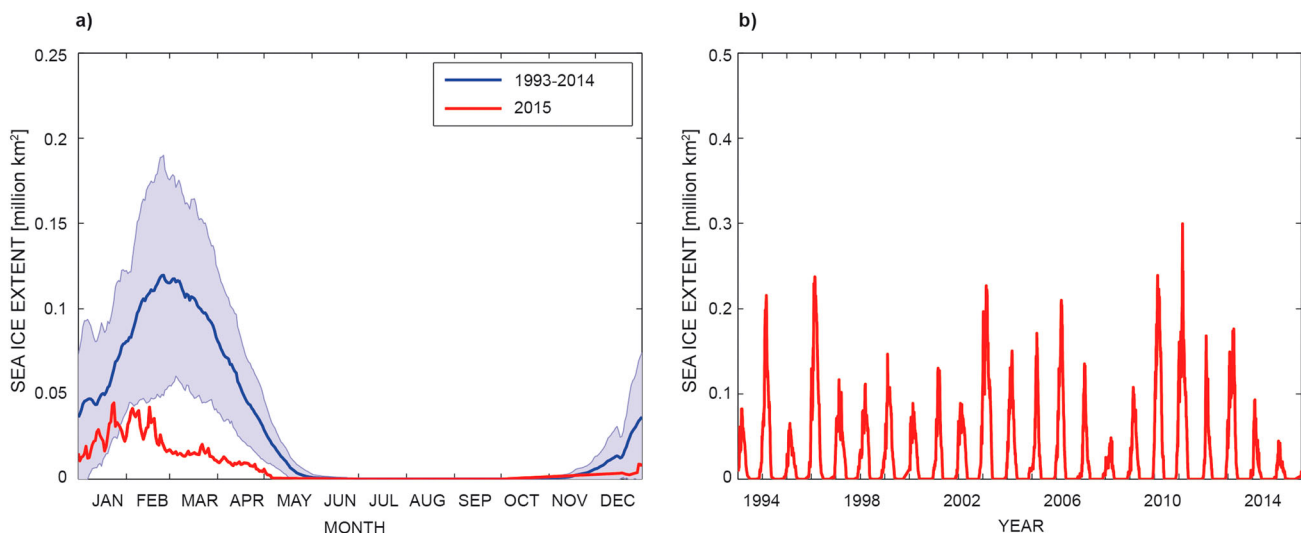 a)
SEA ICE EXTENT [million km²]
0.25
0.2
0.15
0.1
0.05
0
1993-2014
2015
JAN FEB MAR APR MAY JUN JUL AUG SEP OCT NOV DEC
MONTH
b)
SEA ICE EXTENT [million km²]
0.5
0.4
0.3
0.2
0.1
0
1994 1998 2002 2006 2010 2014
YEAR